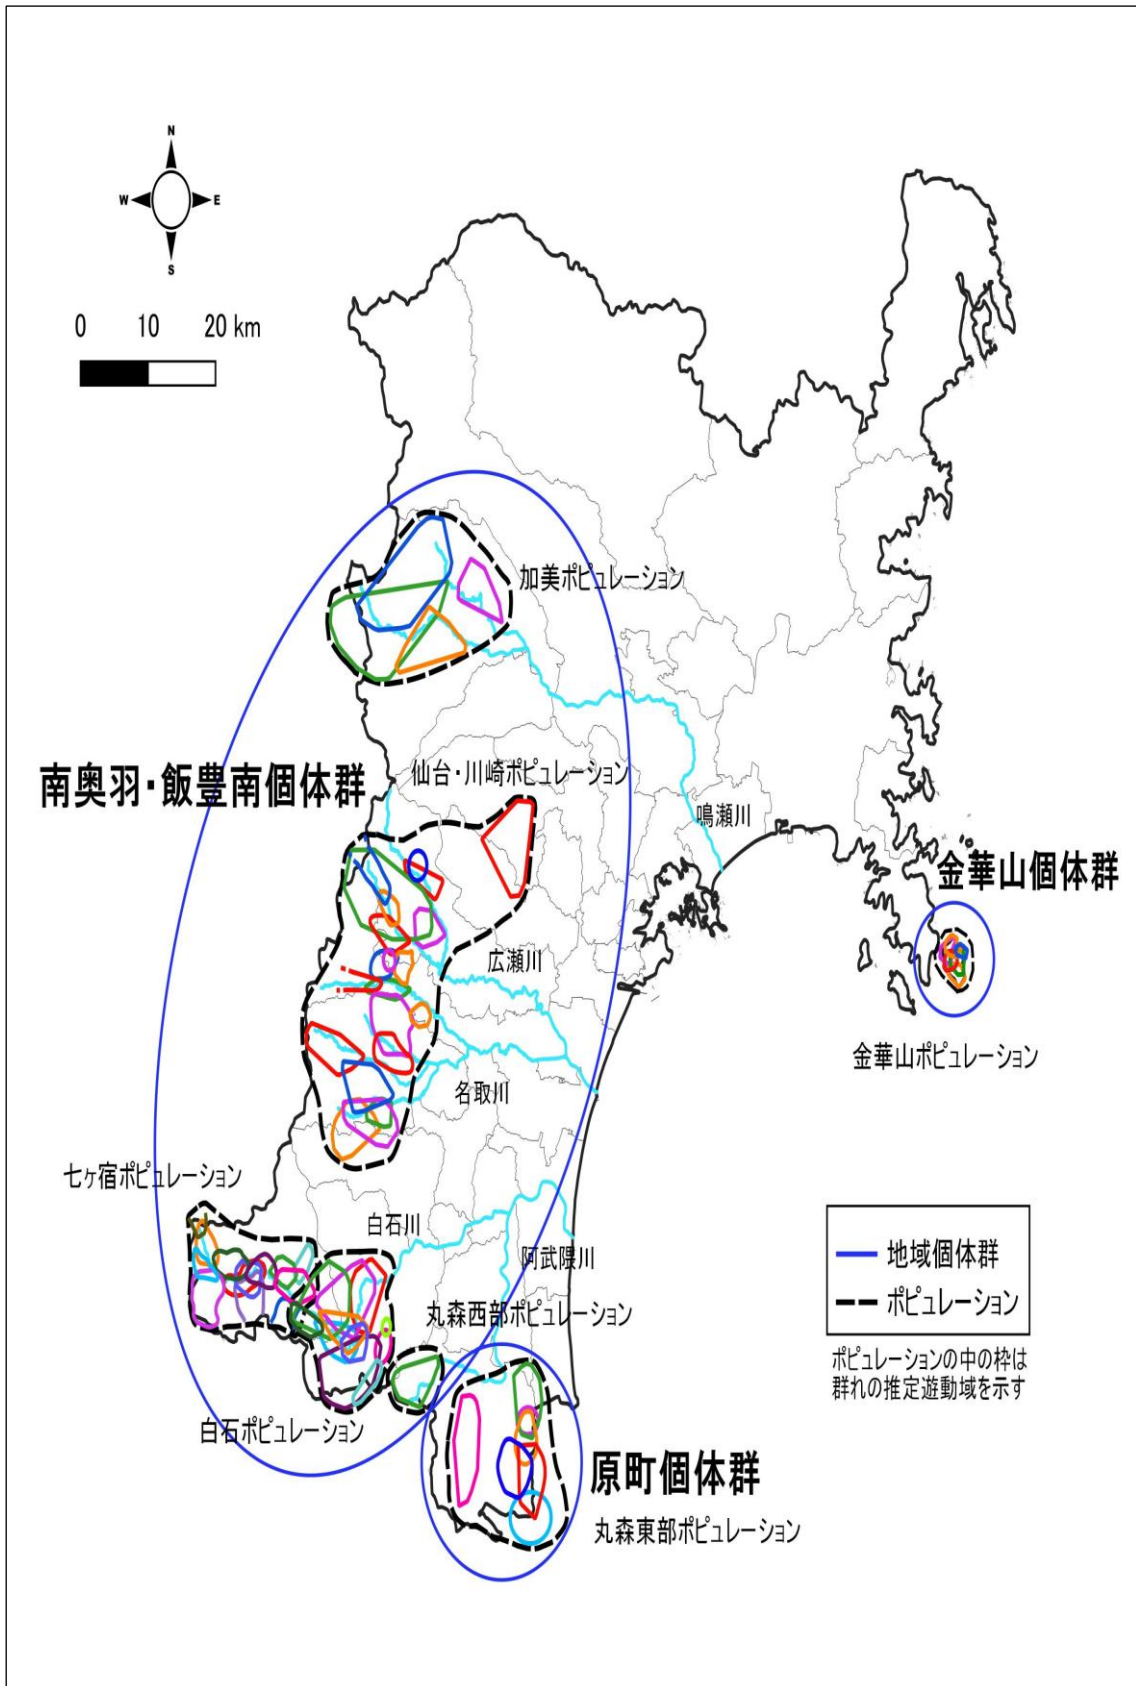 N
W
E
S
0 10 20 km
加美ポピュレーション
仙台・川崎ポピュレーション
南奥羽・飯豊南個体群
鳴瀬川
金華山個体群
広瀬川
金華山ポピュレーション
名取川
七ヶ宿ポピュレーション
白石川
阿武隈川
地域個体群
ポピュレーション
丸森西部ポピュレーション
ポピュレーションの中の枠は
群れの推定遊動域を示す
白石ポピュレーション
原町個体群
丸森東部ポピュレーション